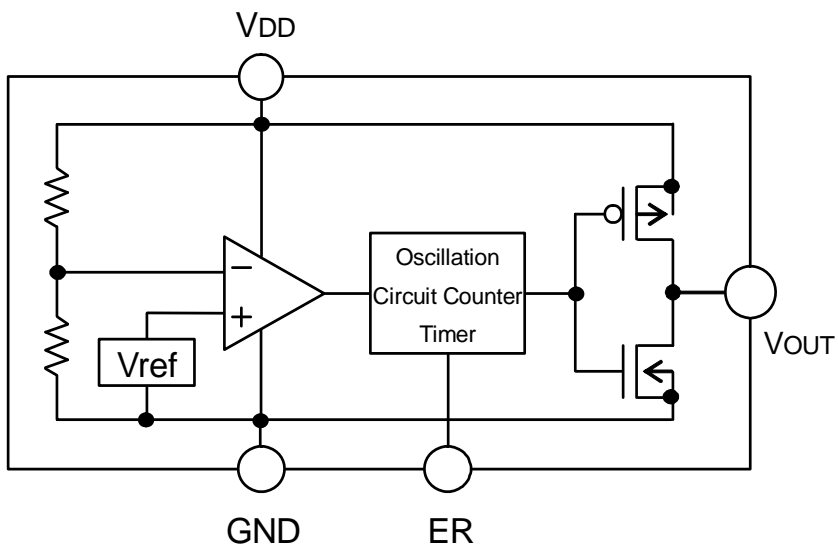 VDD
−
+
Vref
Oscillation
Circuit Counter
Timer
VOUT
GND
ER